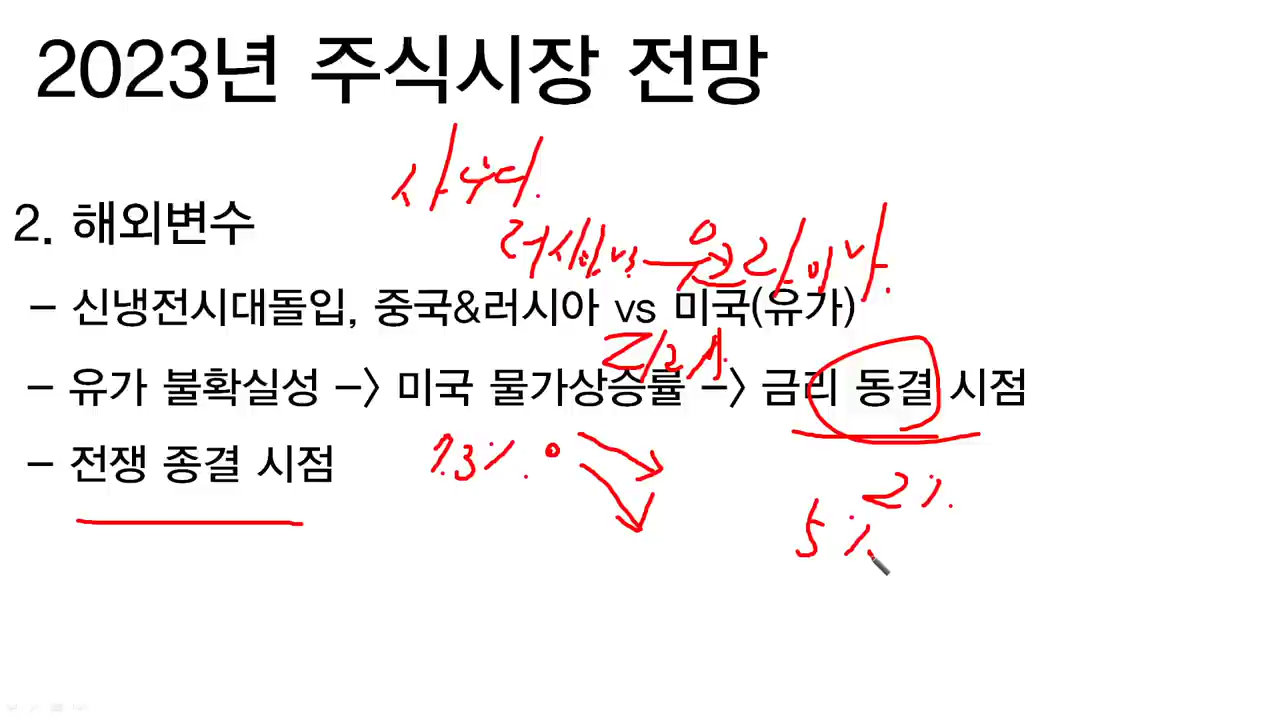 2023년 주식시장 전망
사우디
2. 해외변수
러시아 우크라이나
- 신냉전시대돌입, 중국&러시아 vs 미국(유가)
- 유가 불확실성 -> 미국 물가상승률 -> 금리 동결 시점
- 전쟁 종결 시점
2%.
5%